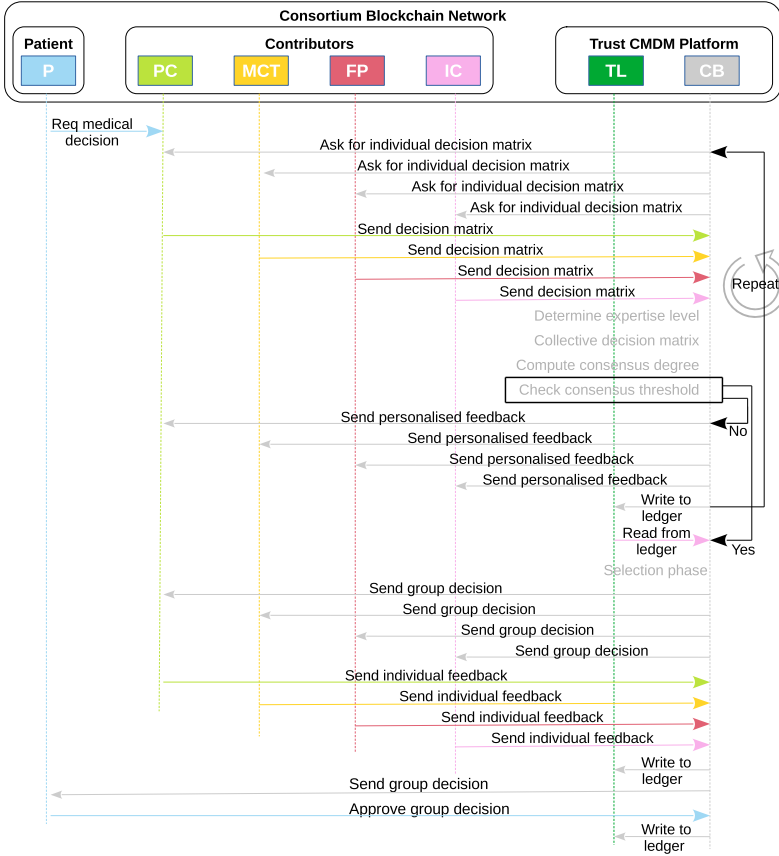 Consortium Blockchain Network
Patient
Contributors
Trust CMDM Platform
P
PC
MCT
FP
IC
TL
CB
Req medical
decision
Ask for individual decision matrix
Ask for individual decision matrix
Ask for individual decision matrix
Ask for individual decision matrix
Send decision matrix
Send decision matrix
Send decision matrix
Repeat
Send decision matrix
Determine expertise level
Collective decision matrix
Compute consensus degree
Check consensus threshold
Send personalised feedback
No
Send personalised feedback
Send personalised feedback
Send personalised feedback
Write to
ledger
Read from
ledger
Yes
Selection phase
Send group decision
Send group decision
Send group decision
Send group decision
Send individual feedback
Send individual feedback
Send individual feedback
Send individual feedback
Write to
ledger
Send group decision
Approve group decision
Write to
ledger